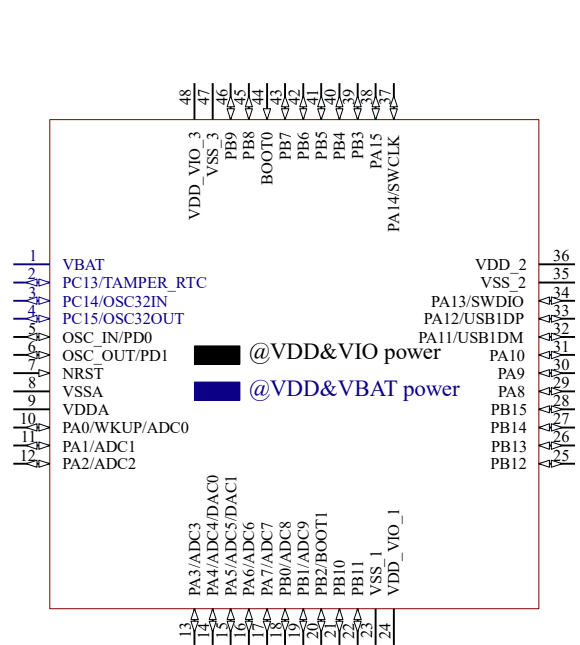 48
47
46
45
44
43
42
41
40
39
38
37
VDD_VIO_3
VSS_3
PB9
PB8
BOOT0
PB7
PB6
PB5
PB4
PB3
PA15
PA14/SWCLK
1 VBAT
2 PC13/TAMPER_RTC
3 PC14/OSC32IN
4 PC15/OSC32OUT
5 OSC_IN/PD0
6 OSC_OUT/PD1
7 NRST
8 VSSA
9 VDDA
10 PA0/WKUP/ADC0
11 PA1/ADC1
12 PA2/ADC2
@VDD&VIO power
@VDD&VBAT power
VDD_2 36
VSS_2 35
PA13/SWDIO 34
PA12/USB1DP 33
PA11/USB1DM 32
PA10 31
PA9 30
PA8 29
PB15 28
PB14 27
PB13 26
PB12 25
PA3/ADC3
PA4/ADC4/DAC0
PA5/ADC5/DAC1
PA6/ADC6
PA7/ADC7
PB0/ADC8
PB1/ADC9
PB2/BOOT1
PB10
PB11
VSS_1
VDD_VIO_1
13
14
15
16
17
18
19
20
21
22
23
24